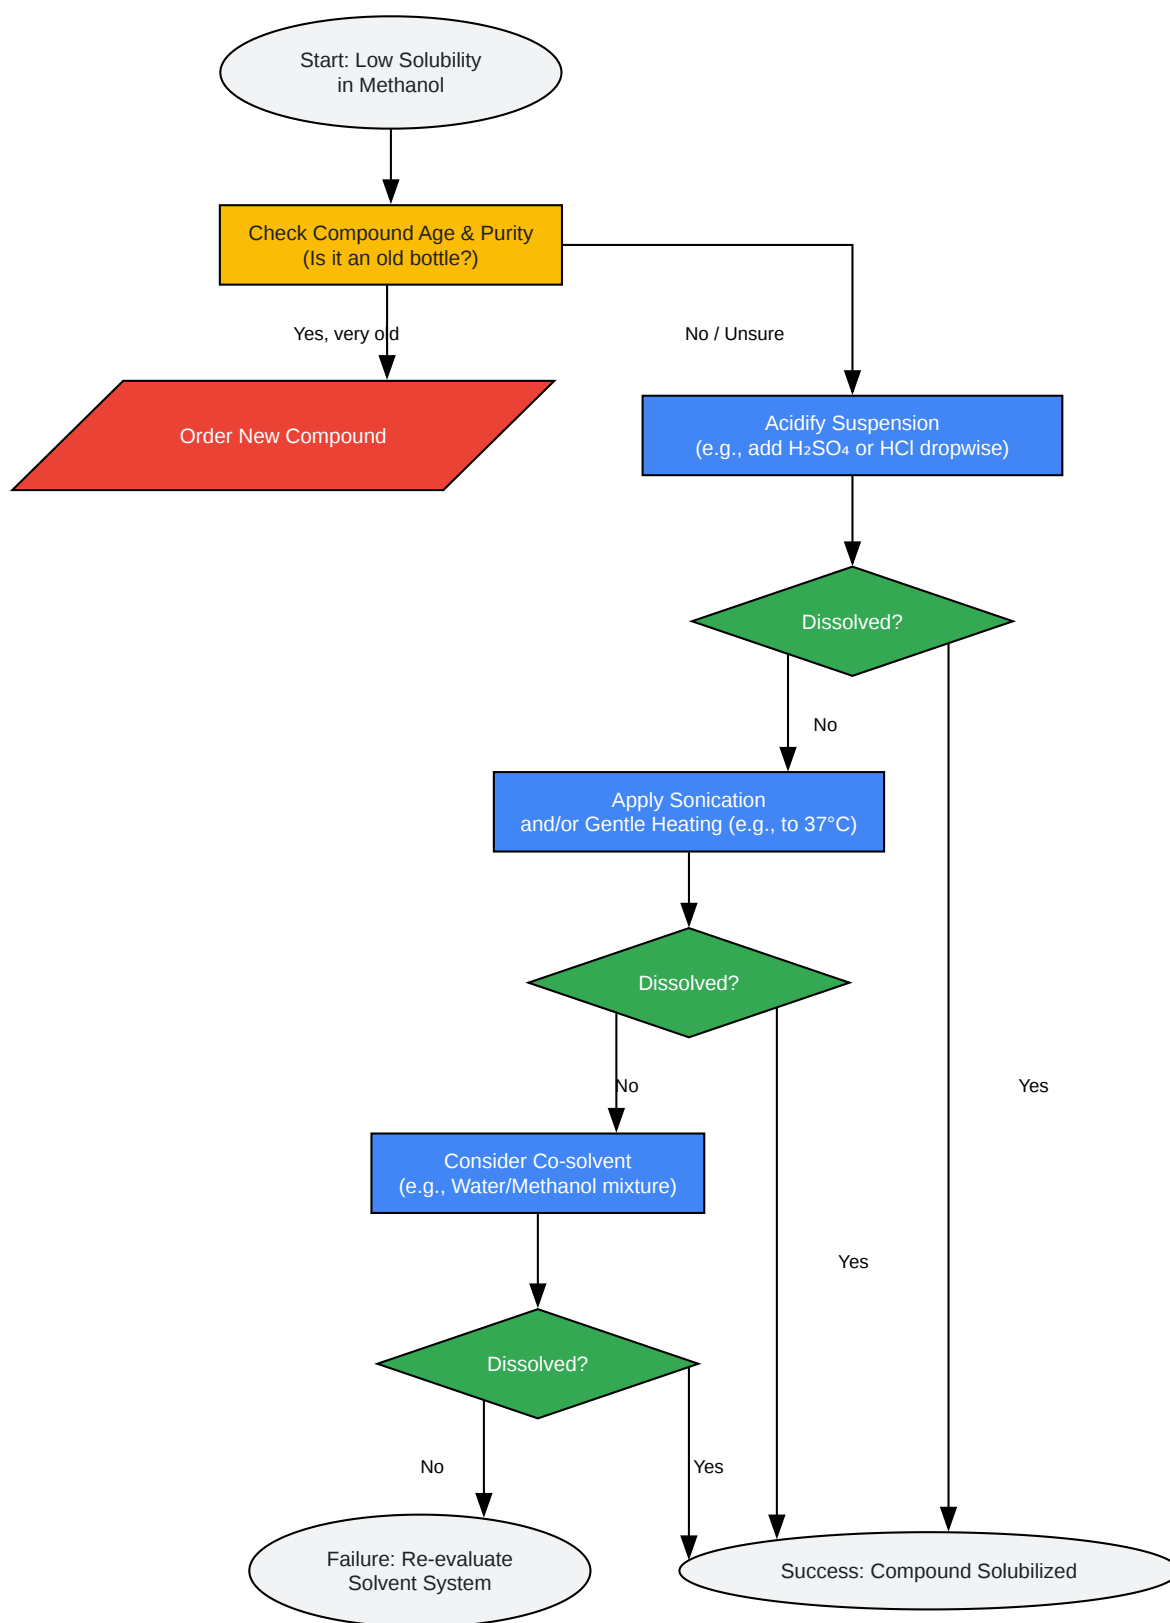 Start: Low Solubility
in Methanol
Check Compound Age & Purity
(Is it an old bottle?)
Yes, very old
No / Unsure
Order New Compound
Acidify Suspension
(e.g., add H₂SO₄ or HCl dropwise)
Dissolved?
No
Apply Sonication
and/or Gentle Heating (e.g., to 37°C)
Dissolved?
No
Yes
Consider Co-solvent
(e.g., Water/Methanol mixture)
Yes
Dissolved?
No
Yes
Failure: Re-evaluate
Solvent System
Success: Compound Solubilized